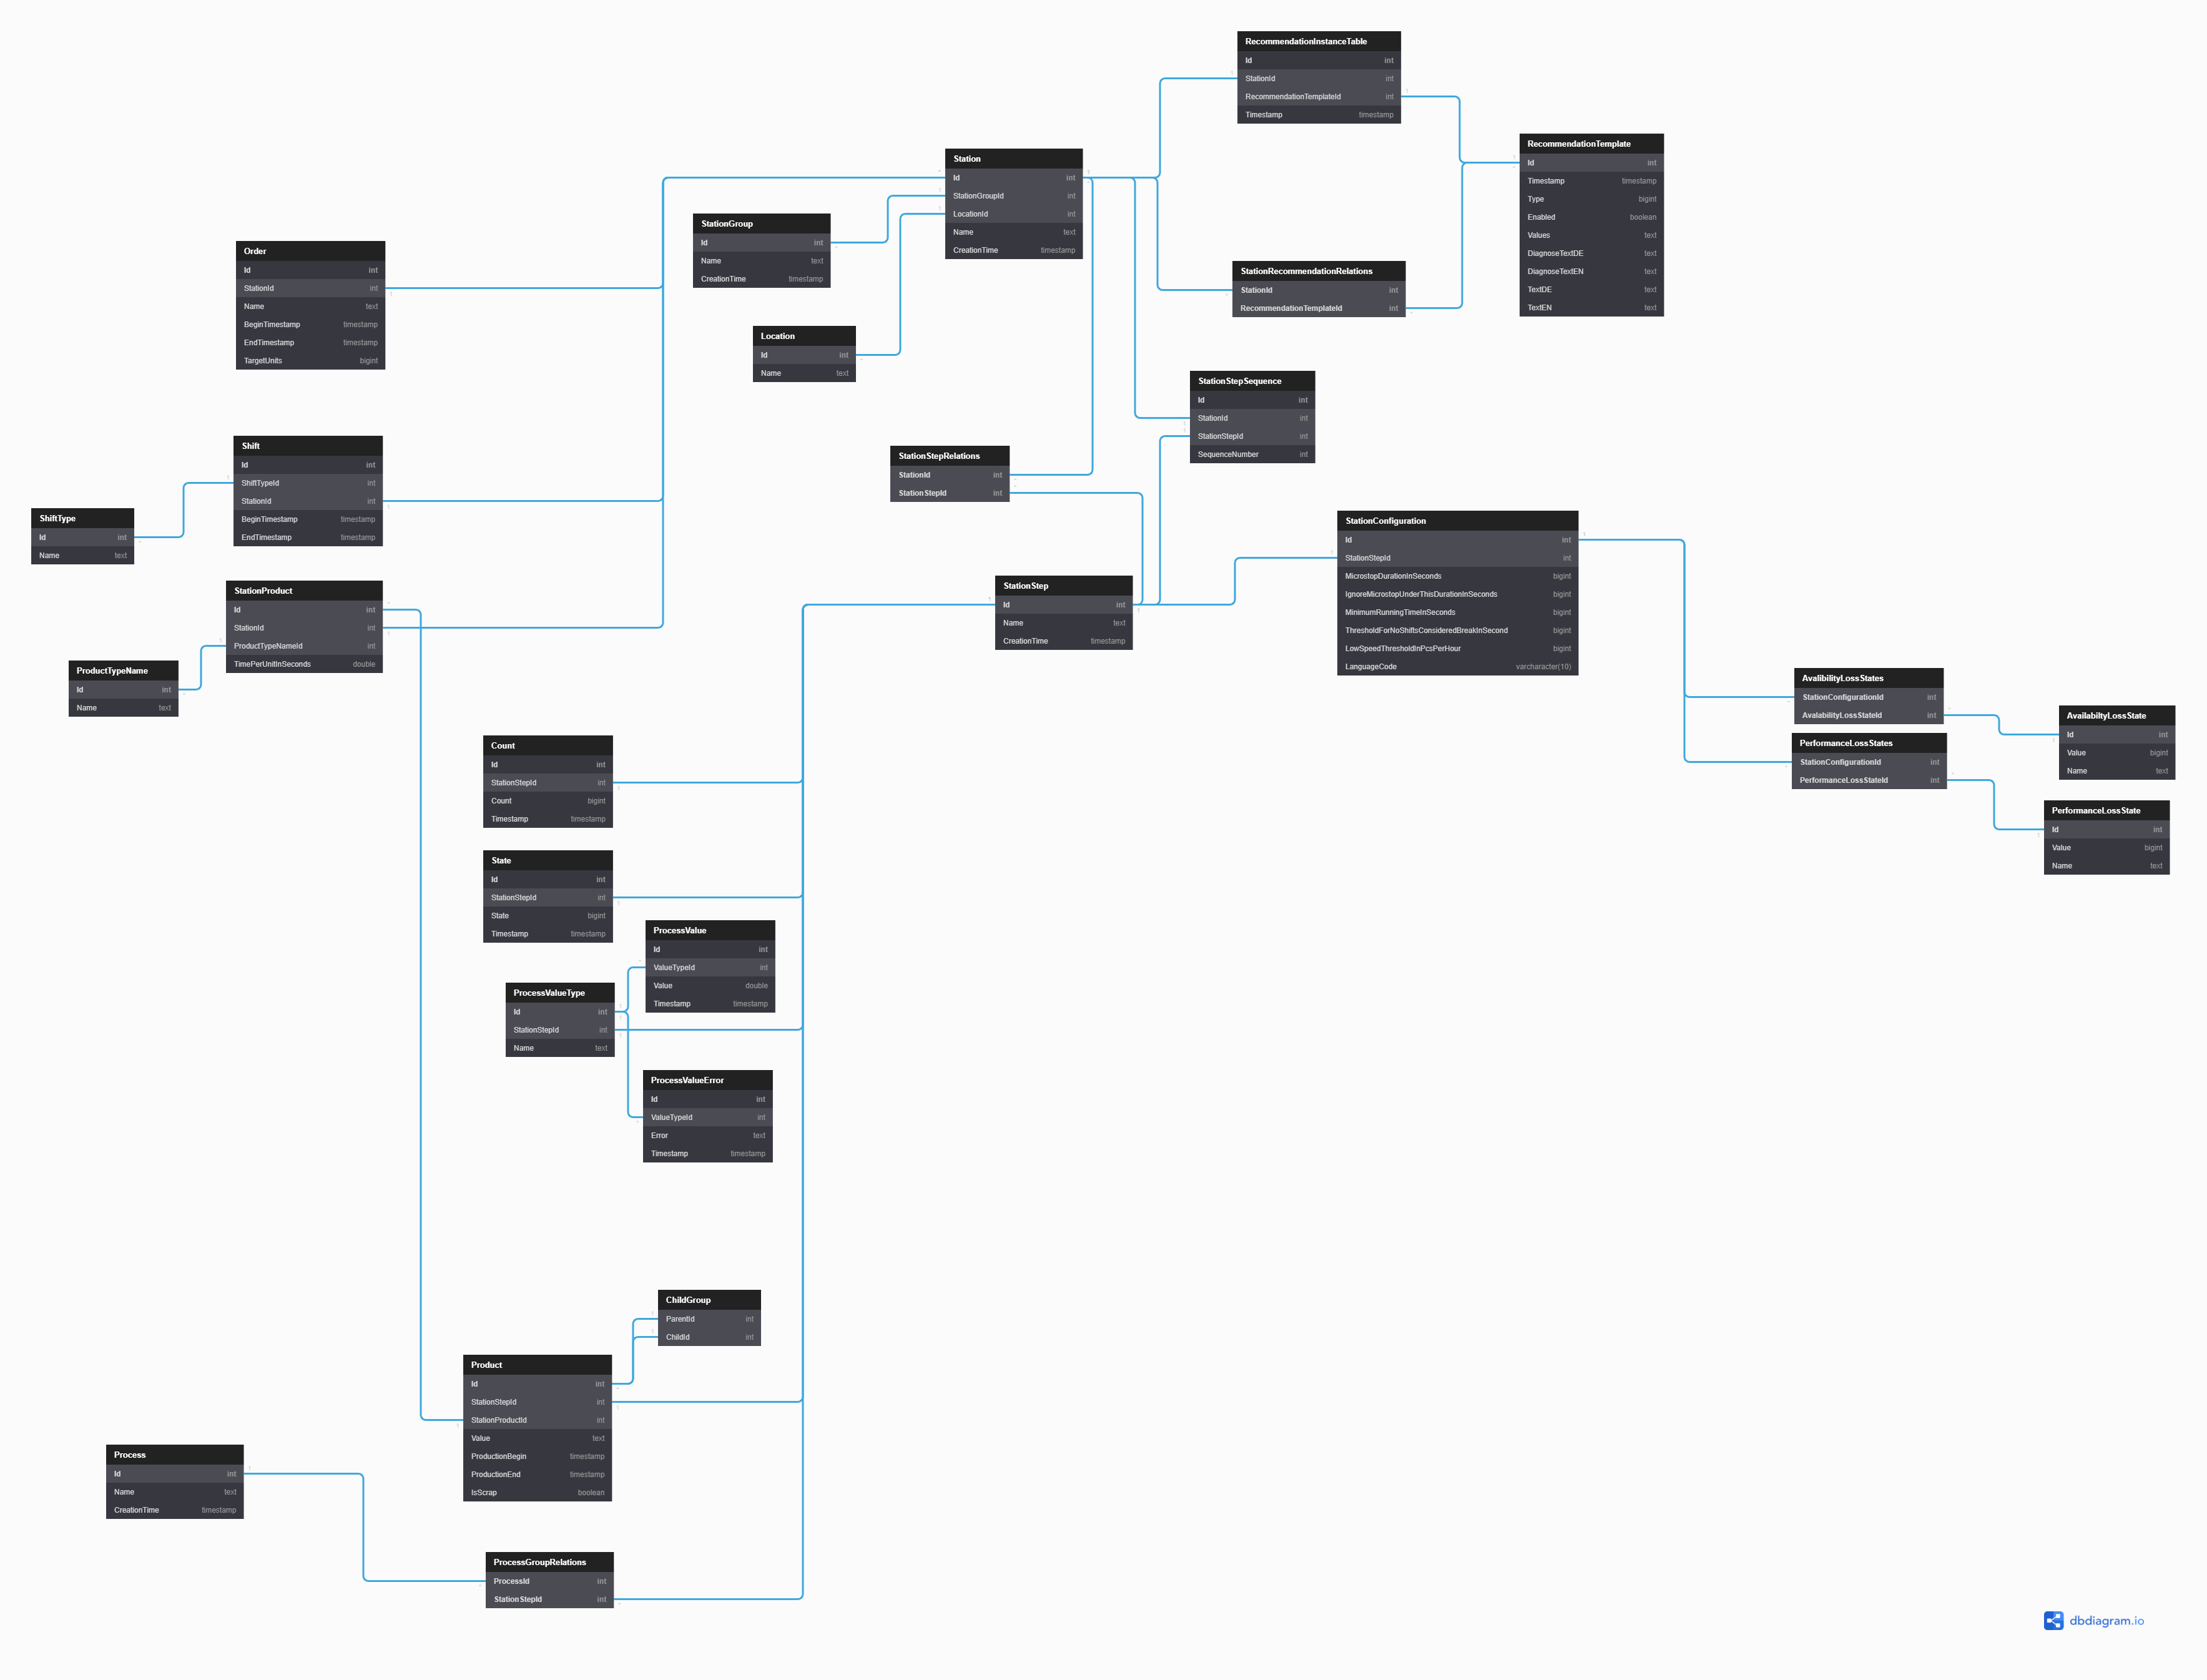 RecommendationInstanceTable
Id int
StationId int
RecommendationTemplateId int
Timestamp timestamp
RecommendationTemplate
Id int
Timestamp timestamp
Type bigint
Enabled boolean
Values text
DiagnoseTextDE text
DiagnoseTextEN text
TextDE text
TextEN text
Station
Id int
StationGroupId int
LocationId int
Name text
CreationTime timestamp
StationGroup
Id int
Name text
CreationTime timestamp
Order
Id int
StationId int
Name text
BeginTimestamp timestamp
EndTimestamp timestamp
TargetUnits bigint
StationRecommendationRelations
StationId int
RecommendationTemplateId int
Location
Id int
Name text
StationStepSequence
Id int
StationId int
StationStepId int
SequenceNumber int
Shift
Id int
ShiftTypeId int
StationId int
BeginTimestamp timestamp
EndTimestamp timestamp
StationStepRelations
StationId int
StationStepId int
ShiftType
Id int
Name text
StationConfiguration
Id int
StationStepId int
MicrostopDurationInSeconds bigint
IgnoreMicrostopUnderThisDurationInSeconds bigint
MinimumRunningTimeInSeconds bigint
ThresholdForNoShiftsConsideredBreakInSecond bigint
LowSpeedThresholdInPcsPerHour bigint
LanguageCode varcharacter(10)
StationProduct
Id int
StationId int
ProductTypeNameId int
TimePerUnitInSeconds double
StationStep
Id int
Name text
CreationTime timestamp
ProductTypeName
Id int
Name text
AvalibilityLossStates
StationConfigurationId int
AvalabilityLossStateId int
AvailabiltyLossState
Id int
Value bigint
Name text
PerformanceLossStates
StationConfigurationId int
PerformanceLossStateId int
PerformanceLossState
Id int
Value bigint
Name text
Count
Id int
StationStepId int
Count bigint
Timestamp timestamp
State
Id int
StationStepId int
State bigint
Timestamp timestamp
ProcessValue
Id int
ValueTypeId int
Value double
Timestamp timestamp
ProcessValueType
Id int
StationStepId int
Name text
ProcessValueError
Id int
ValueTypeId int
Error text
Timestamp timestamp
ChildGroup
ParentId int
ChildId int
Product
Id int
StationStepId int
StationProductId int
Value text
ProductionBegin timestamp
ProductionEnd timestamp
IsScrap boolean
Process
Id int
Name text
CreationTime timestamp
ProcessGroupRelations
ProcessId int
StationStepId int
dbdiagram.io